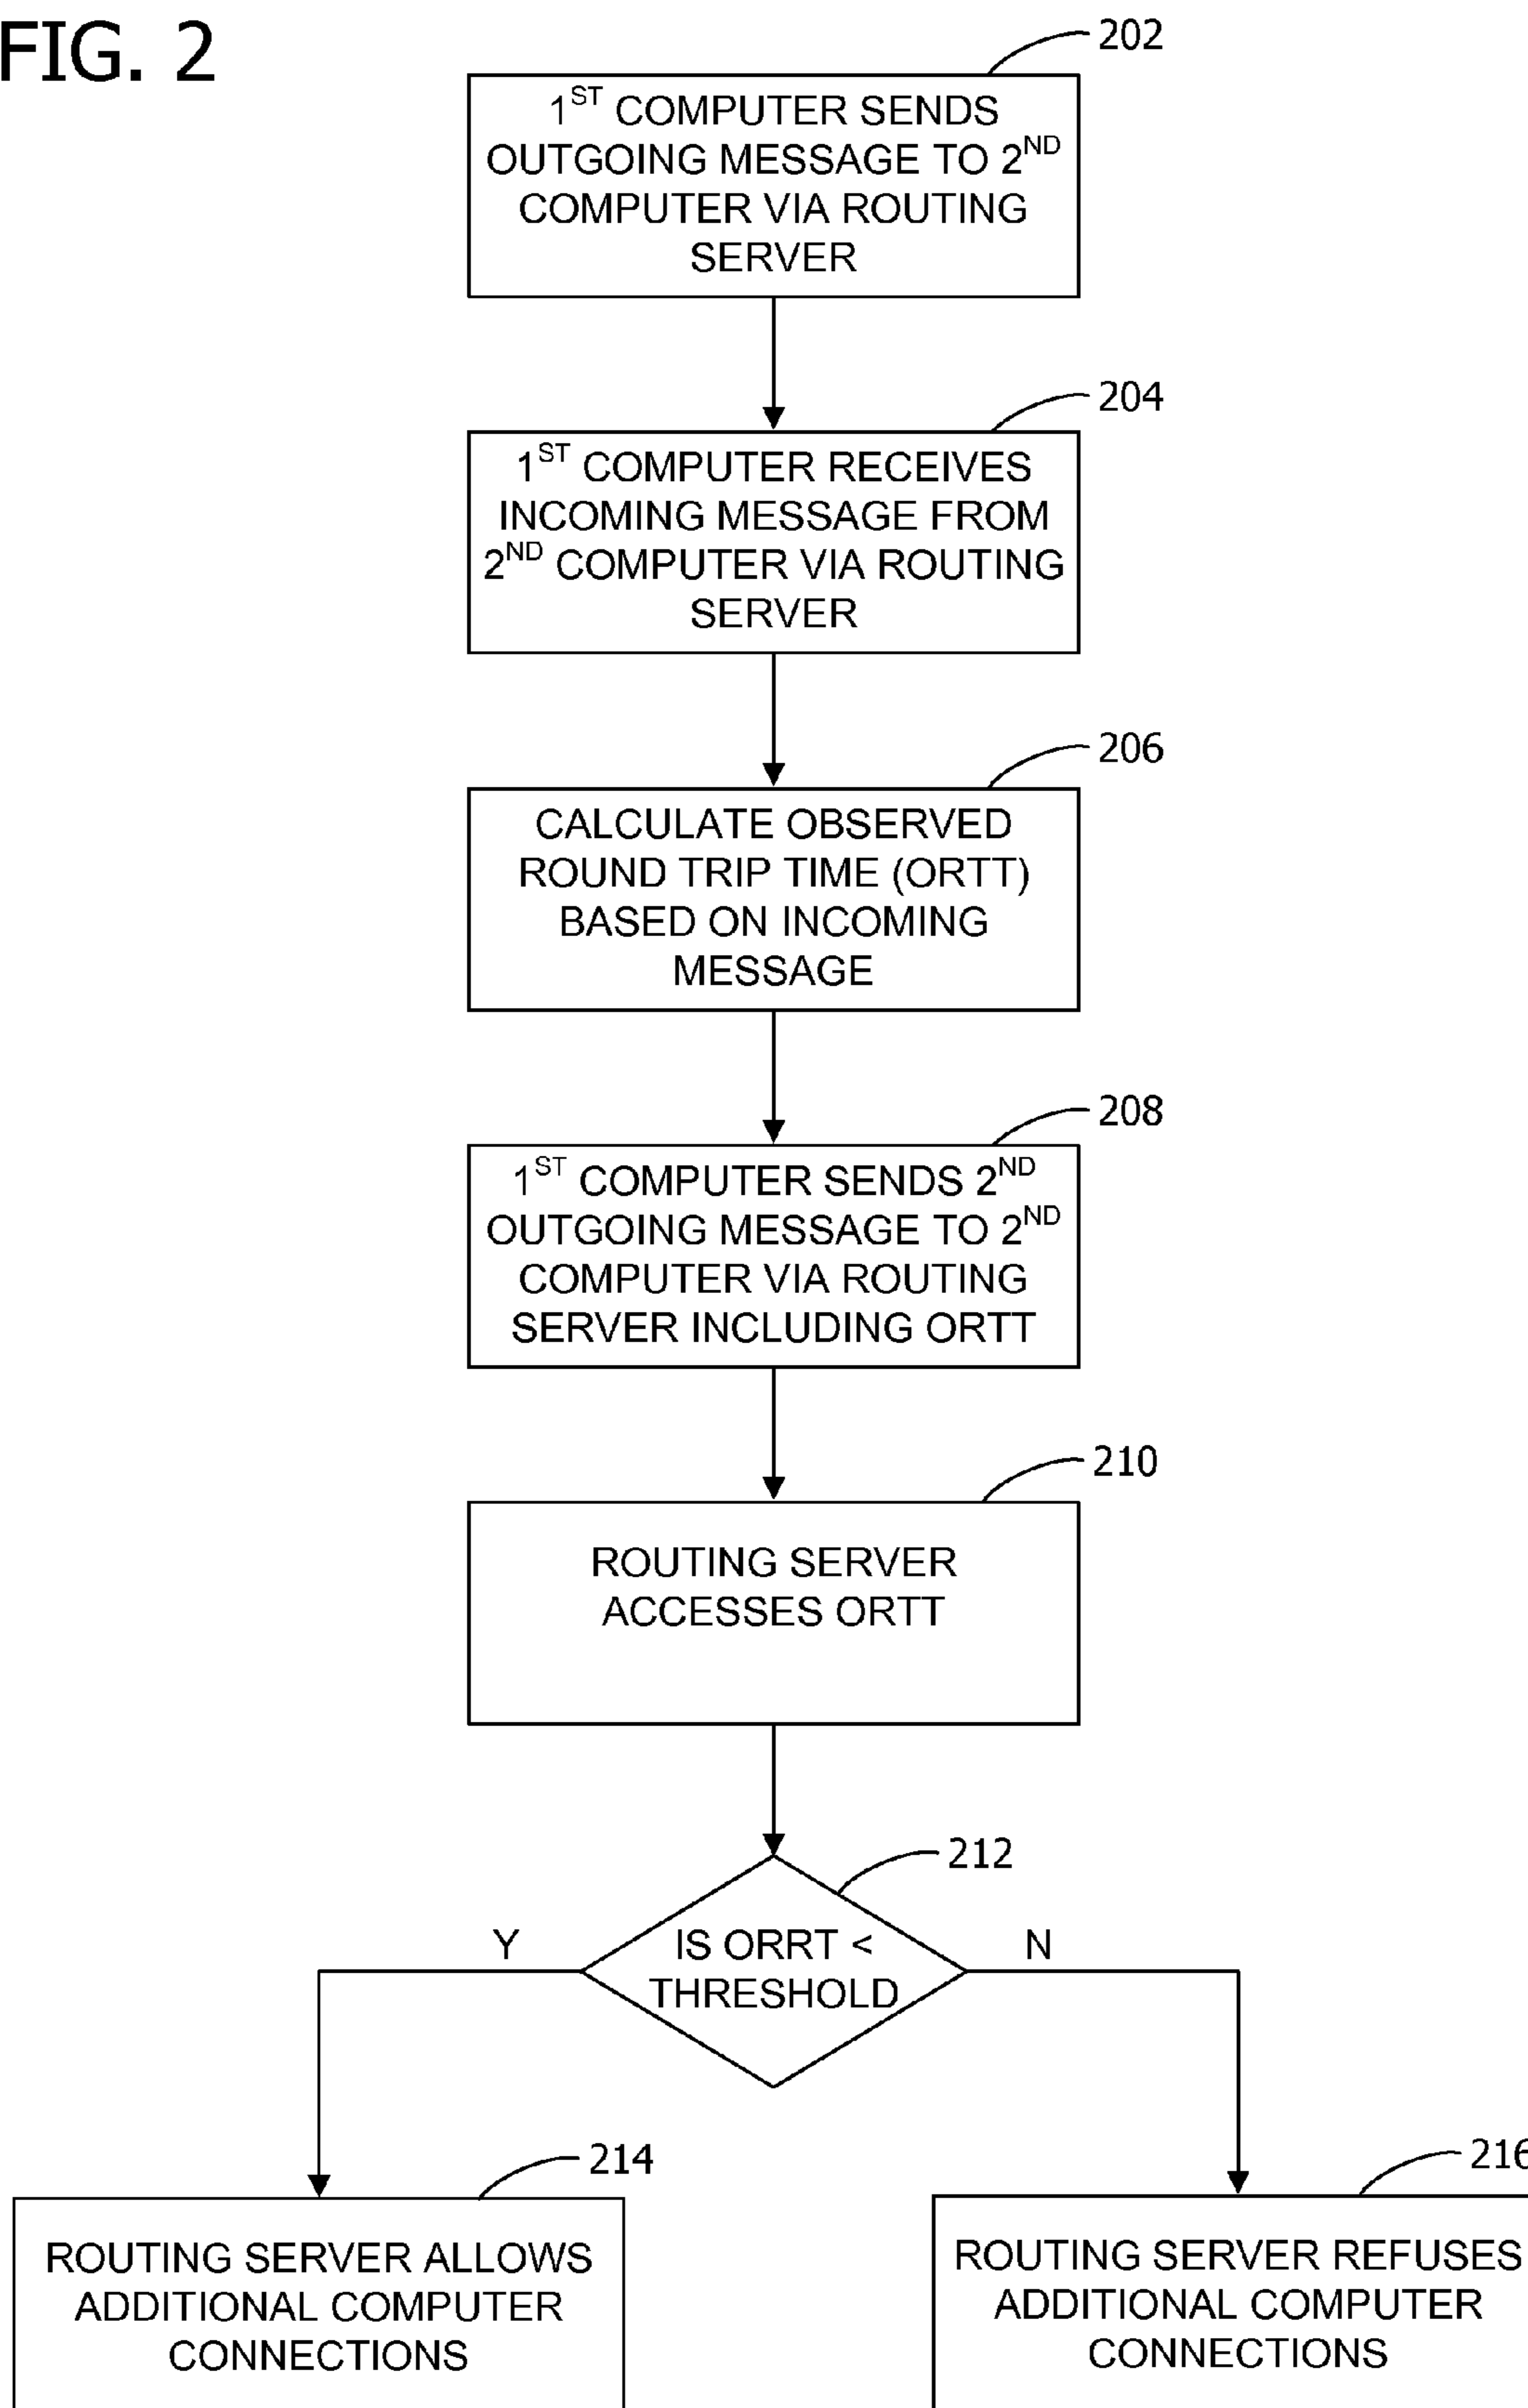 FIG. 2
202
1ST COMPUTER SENDS
OUTGOING MESSAGE TO 2ND
COMPUTER VIA ROUTING
SERVER
204
1ST COMPUTER RECEIVES
INCOMING MESSAGE FROM
2ND COMPUTER VIA ROUTING
SERVER
206
CALCULATE OBSERVED
ROUND TRIP TIME (ORTT)
BASED ON INCOMING
MESSAGE
208
1ST COMPUTER SENDS 2ND
OUTGOING MESSAGE TO 2ND
COMPUTER VIA ROUTING
SERVER INCLUDING ORTT
210
ROUTING SERVER
ACCESSES ORTT
212
Y
IS ORRT <
THRESHOLD
N
214
ROUTING SERVER ALLOWS
ADDITIONAL COMPUTER
CONNECTIONS
216
ROUTING SERVER REFUSES
ADDITIONAL COMPUTER
CONNECTIONS